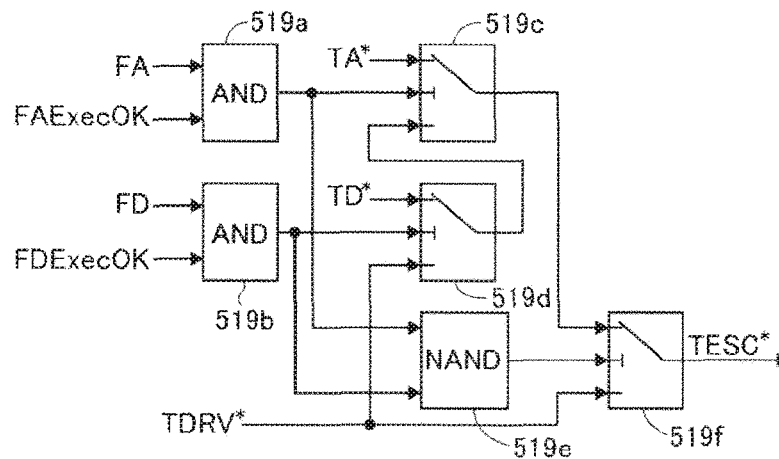 519a
519c
FA
TA*
AND
FAExecOK
FD
TD*
AND
FDExecOK
519d
519b
NAND
TESC*
TDRV*
519e
519f